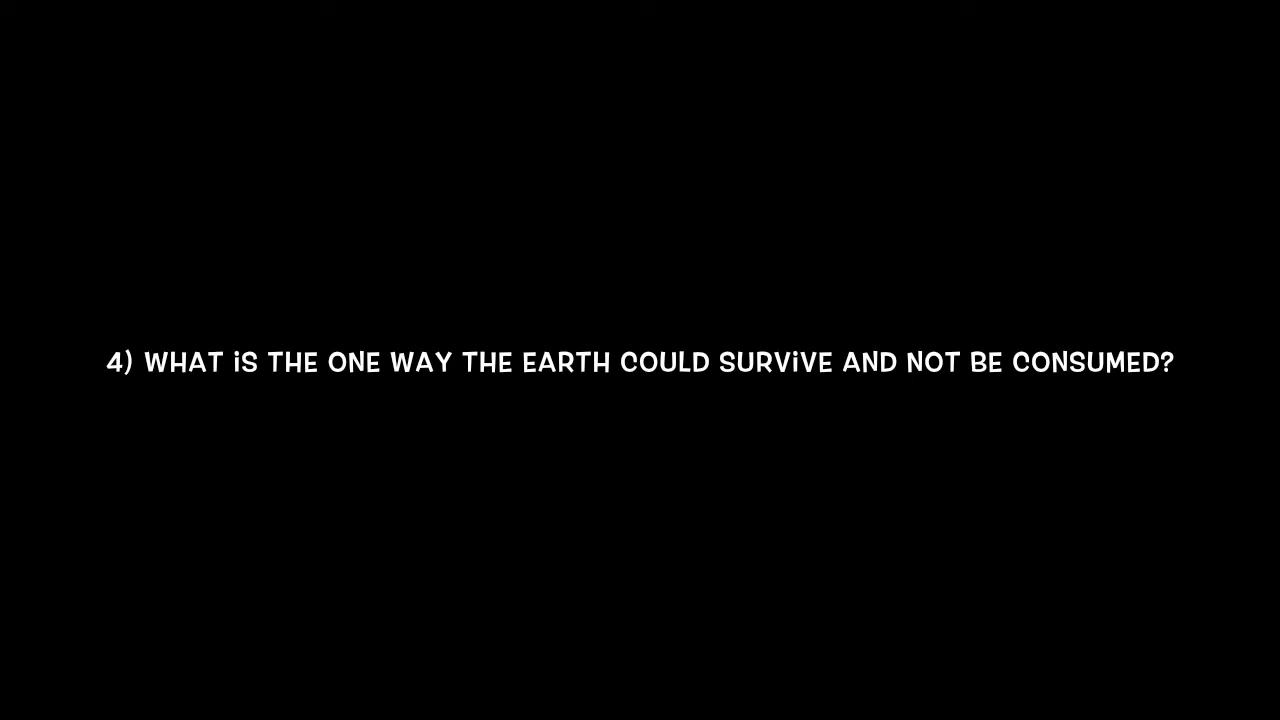 4) WHAT iS THE ONE WAY THE EARTH COULD SURViVE AND NOT BE CONSUMED?